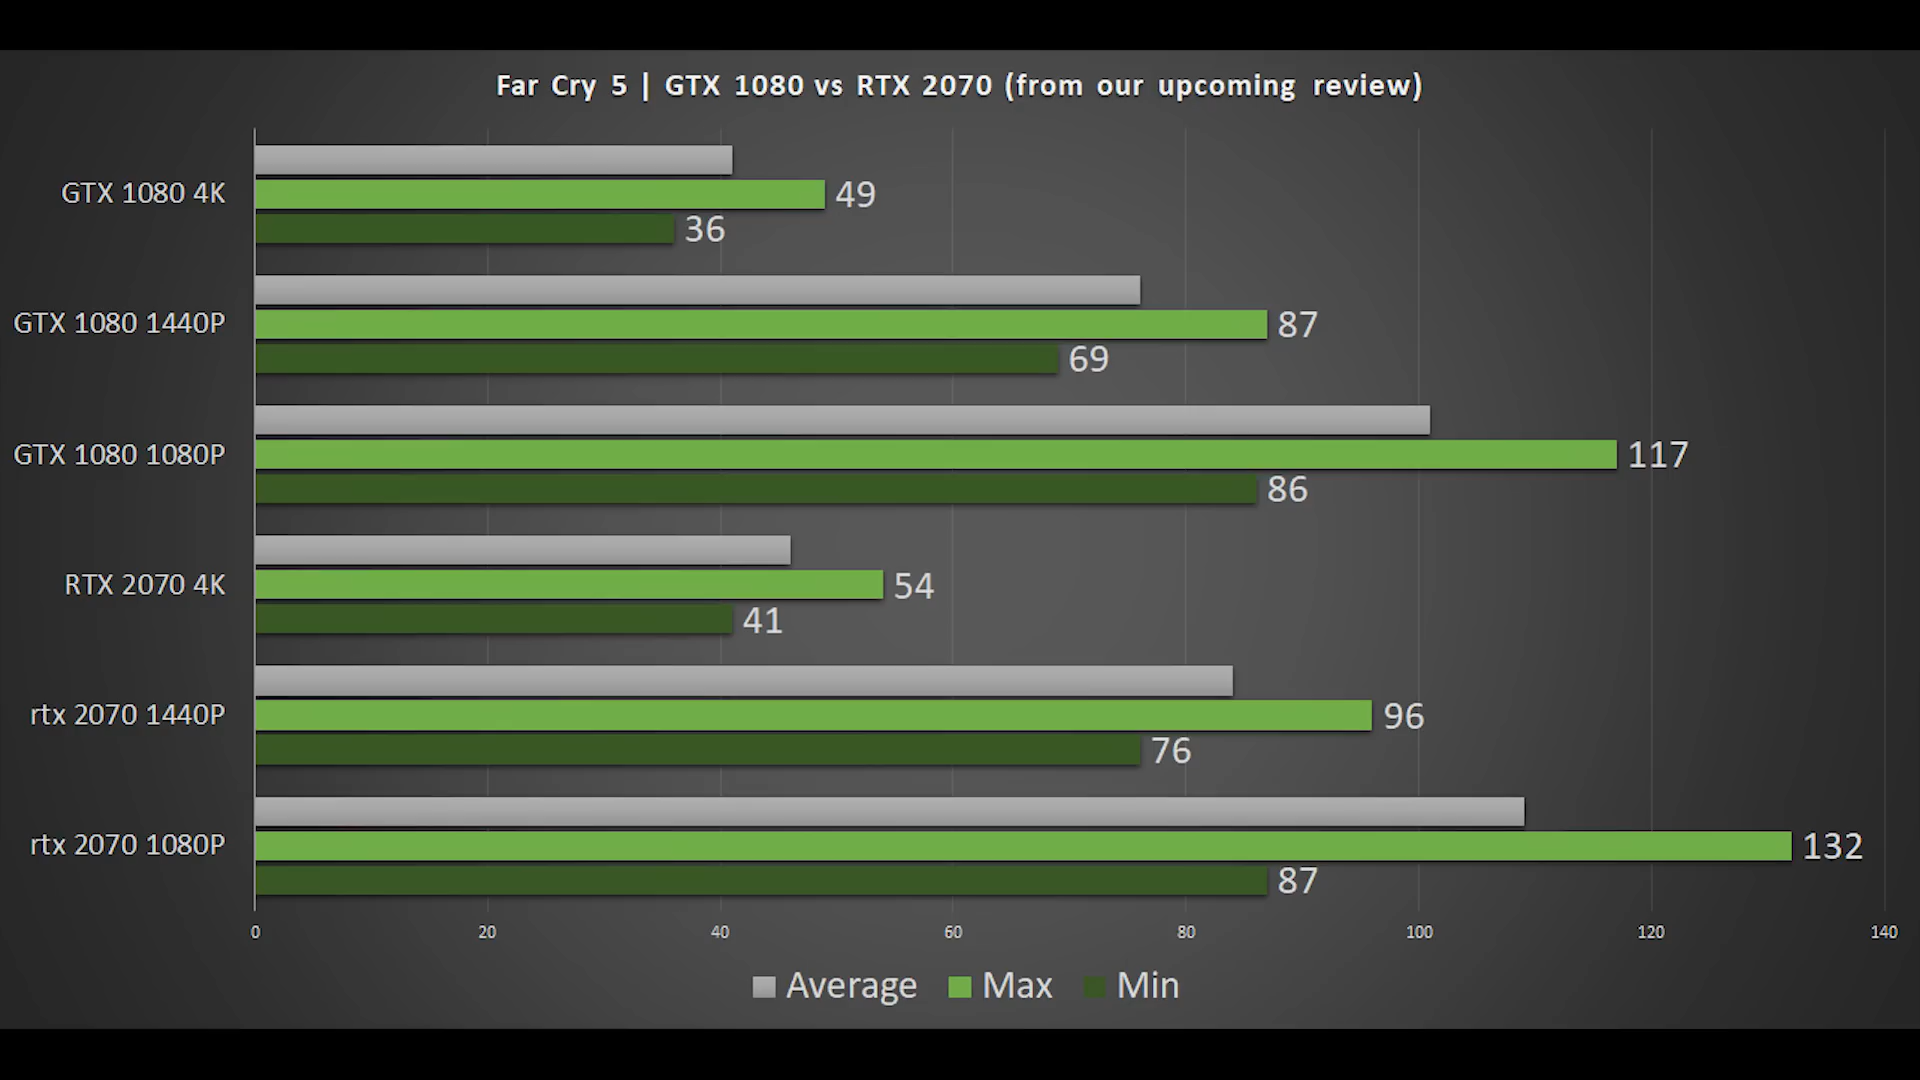 Far Cry 5 | GTX 1080 vs RTX 2070 (from our upcoming review)
GTX 1080 4K
49
36
GTX 1080 1440P
87
69
GTX 1080 1080P
117
86
RTX 2070 4K
54
41
rtx 2070 1440P
96
76
rtx 2070 1080P
132
87
0 20 40 60 80 100 120 140
Average Max Min